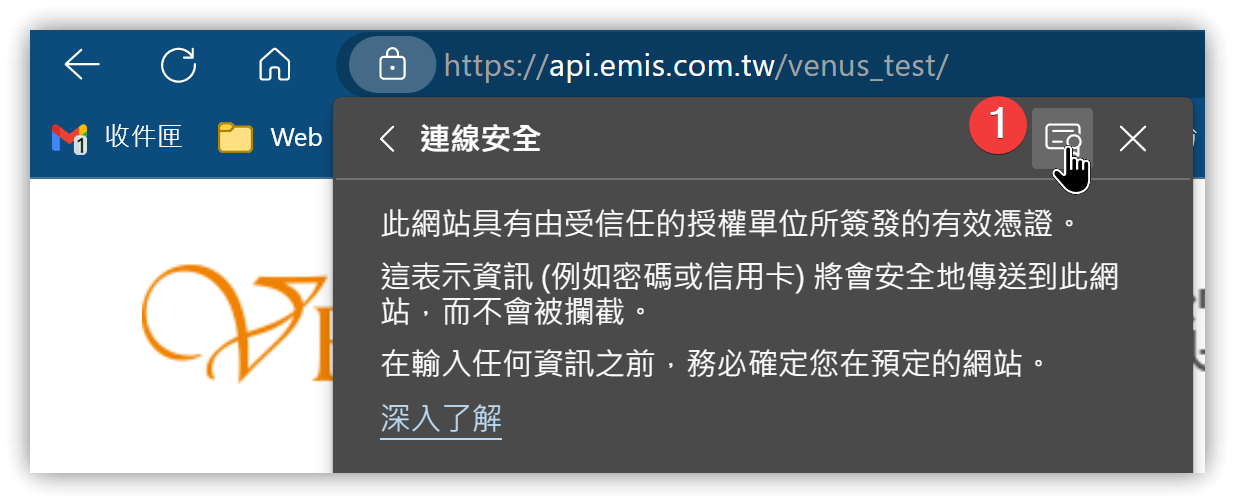 https://api.emis.com.tw/venus_test/
1
收件匣
Web
連線安全
1
此網站具有由受信任的授權單位所簽發的有效憑證。
這表示資訊 (例如密碼或信用卡) 將會安全地傳送到此網
站，而不會被攔截。
在輸入任何資訊之前，務必確定您在預定的網站。
深入了解